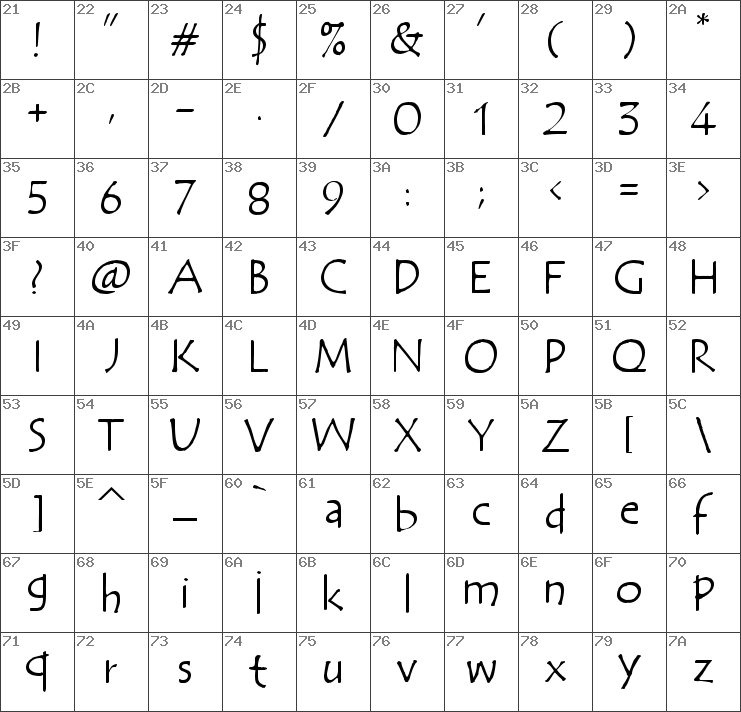 21 22 23 24 25 26 27 28 29 2A
! " # $ % & ' ( ) *
2B 2C 2D 2E 2F 30 31 32 33 34
+ , - . / 0 1 2 3 4
35 36 37 38 39 3A 3B 3C 3D 3E
5 6 7 8 9 : ; < = >
3F 40 41 42 43 44 45 46 47 48
? @ A B C D E F G H
49 4A 4B 4C 4D 4E 4F 50 51 52
I J K L M N O P Q R
53 54 55 56 57 58 59 5A 5B 5C
S T U V W X Y Z [ \
5D 5E 5F 60 61 62 63 64 65 66
] ^ _ ` a b c d e f
67 68 69 6A 6B 6C 6D 6E 6F 70
g h i j k l m n o p
71 72 73 74 75 76 77 78 79 7A
q r s t u v w x y z